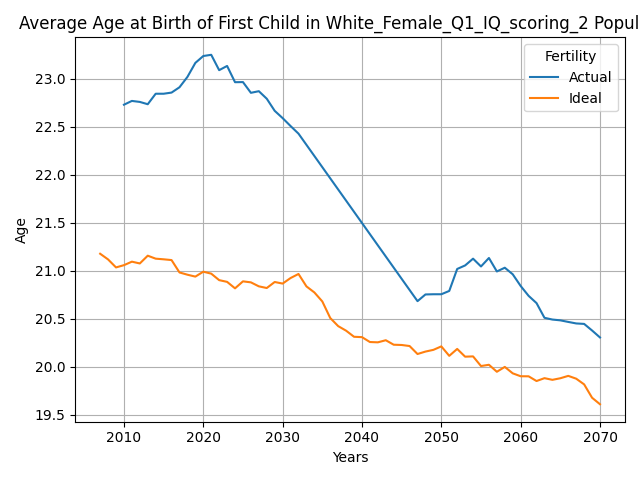 Average Age at Birth of First Child in White_Female_Q1_IQ_scoring_2 Popul
Fertility
Actual
Ideal
23.0
22.5
22.0
21.5
21.0
20.5
20.0
19.5
Age
2010
2020
2030
2040
2050
2060
2070
Years